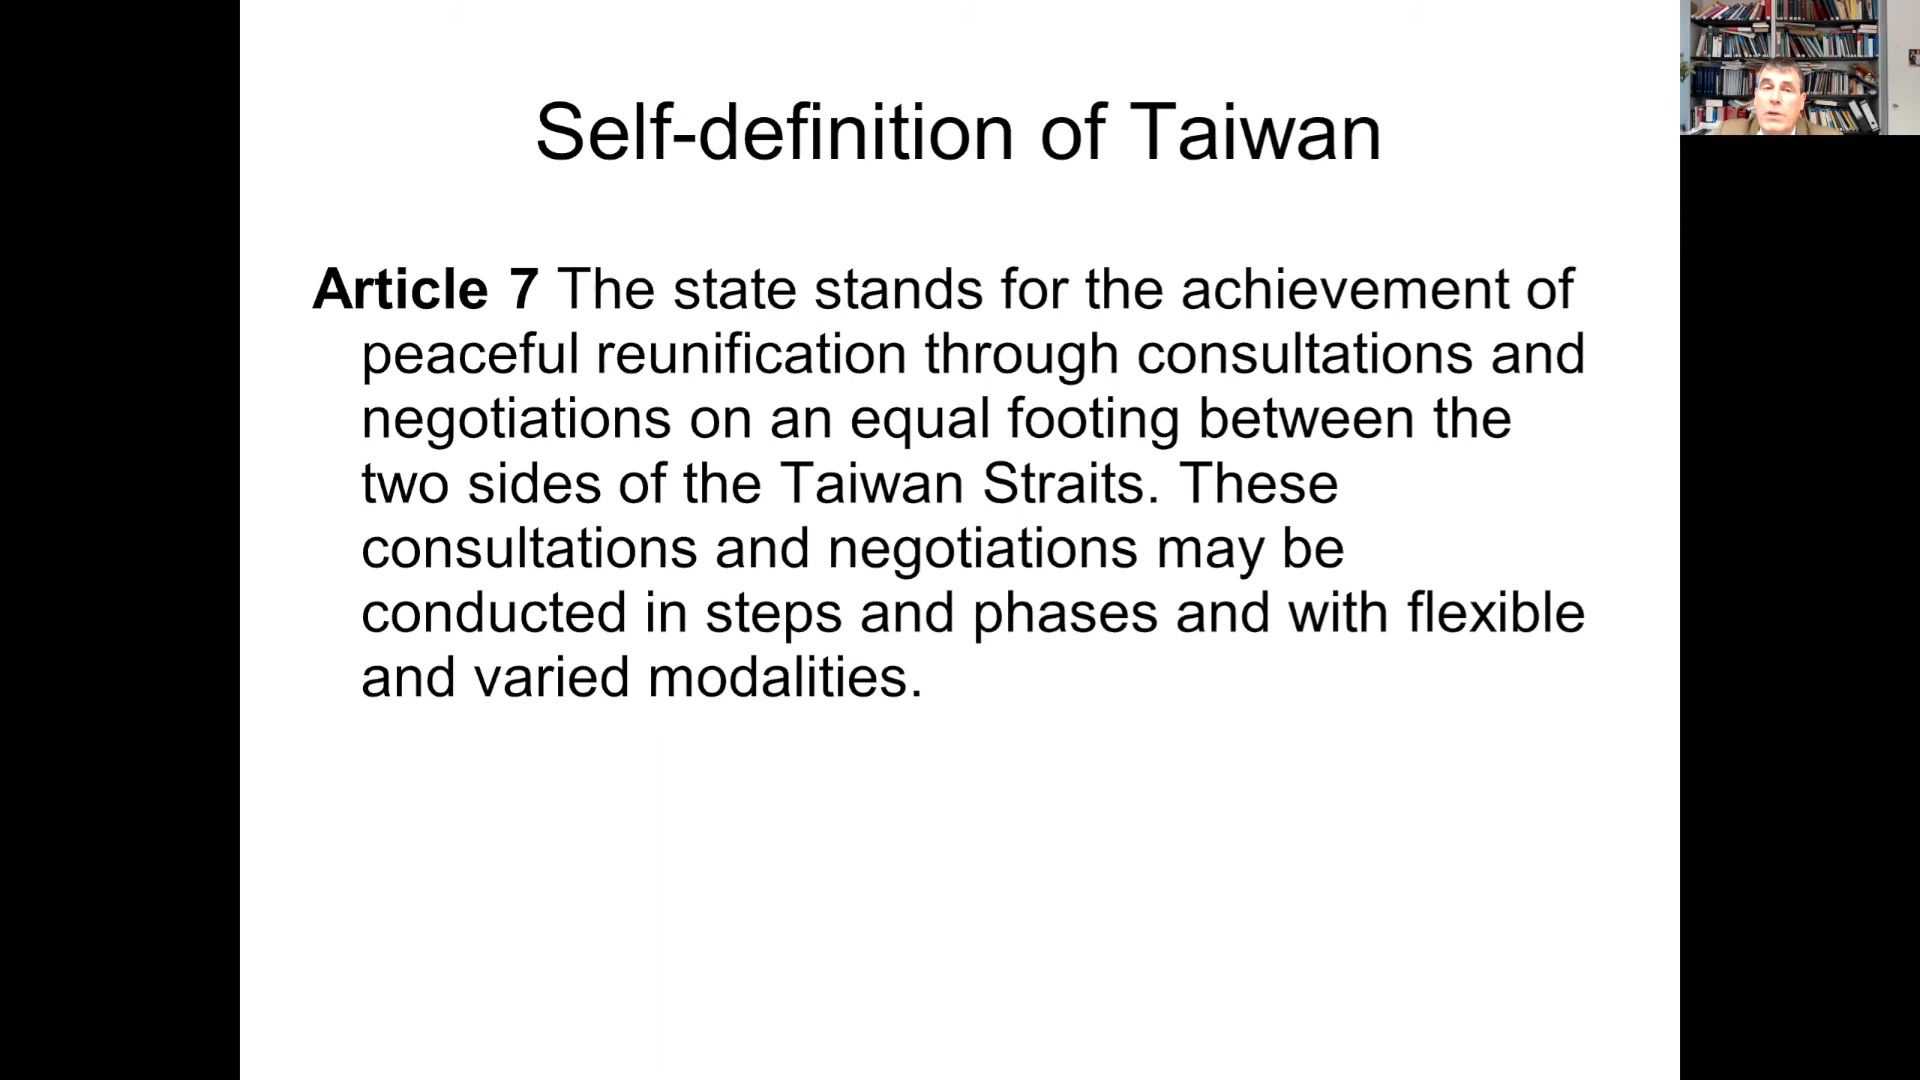 Self-definition of Taiwan
Article 7 The state stands for the achievement of
peaceful reunification through consultations and
negotiations on an equal footing between the
two sides of the Taiwan Straits. These
consultations and negotiations may be
conducted in steps and phases and with flexible
and varied modalities.